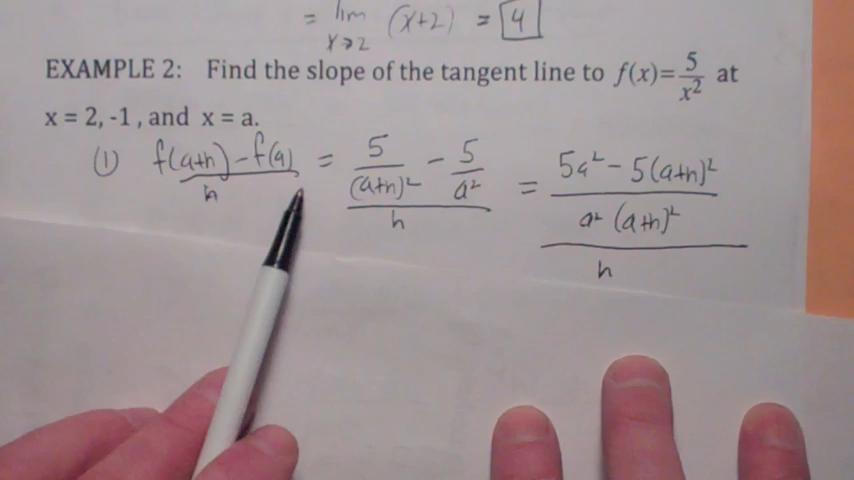 = lim x→2 (x+2) = 4
EXAMPLE 2: Find the slope of the tangent line to f(x)=5/x² at
x = 2, -1 , and x = a.
(1) (f(a+h) - f(a))/h = (5/(a+h)² - 5/a²)/h = ((5a² - 5(a+h)²)/(a² (a+h)²))/h